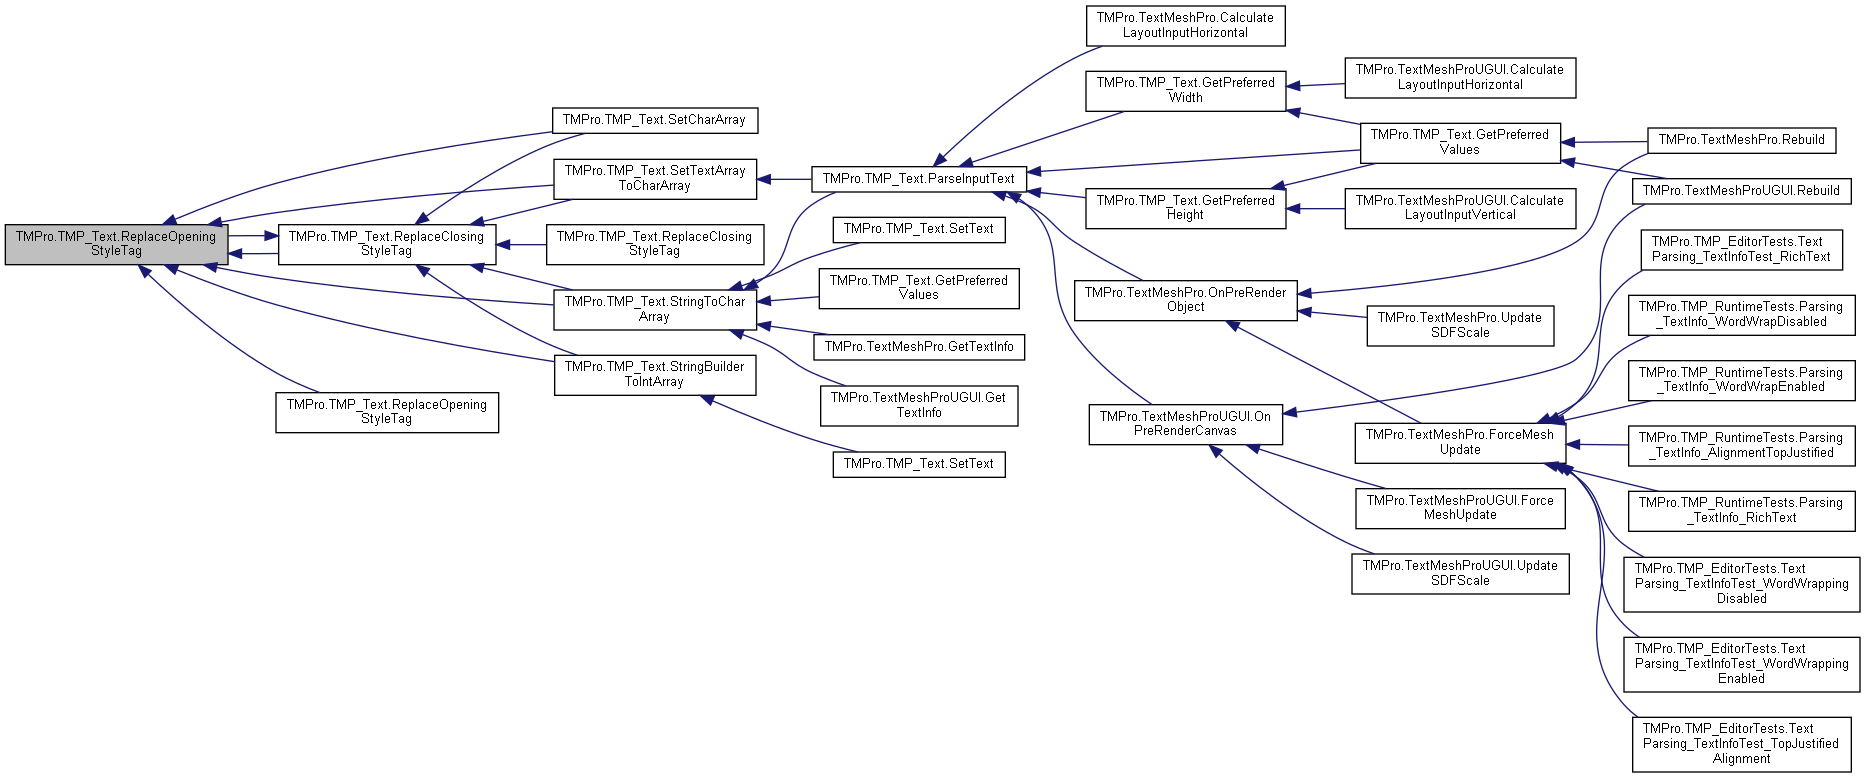 TMPro.TextMeshPro.Calculate
LayoutInputHorizontal
TMPro.TextMeshProUGUI.Calculate
LayoutInputHorizontal
TMPro.TMP_Text.GetPreferred
Width
TMPro.TMP_Text.SetCharArray
TMPro.TMP_Text.GetPreferred
Values
TMPro.TextMeshPro.Rebuild
TMPro.TMP_Text.SetTextArray
ToCharArray
TMPro.TMP_Text.ParseInputText
TMPro.TextMeshProUGUI.Rebuild
TMPro.TMP_Text.GetPreferred
Height
TMPro.TextMeshProUGUI.Calculate
LayoutInputVertical
TMPro.TMP_Text.ReplaceOpening
StyleTag
TMPro.TMP_Text.ReplaceClosing
StyleTag
TMPro.TMP_Text.ReplaceClosing
StyleTag
TMPro.TMP_Text.SetText
TMPro.TMP_EditorTests.Text
Parsing_TextInfoTest_RichText
TMPro.TMP_Text.GetPreferred
Values
TMPro.TextMeshPro.OnPreRender
Object
TMPro.TMP_Text.StringToChar
Array
TMPro.TMP_RuntimeTests.Parsing
_TextInfo_WordWrapDisabled
TMPro.TextMeshPro.Update
SDFScale
TMPro.TextMeshPro.GetTextInfo
TMPro.TMP_Text.StringBuilder
ToIntArray
TMPro.TMP_RuntimeTests.Parsing
_TextInfo_WordWrapEnabled
TMPro.TextMeshProUGUI.Get
TextInfo
TMPro.TMP_Text.ReplaceOpening
StyleTag
TMPro.TextMeshProUGUI.On
PreRenderCanvas
TMPro.TextMeshPro.ForceMesh
Update
TMPro.TMP_RuntimeTests.Parsing
_TextInfo_AlignmentTopJustified
TMPro.TMP_Text.SetText
TMPro.TextMeshProUGUI.Force
MeshUpdate
TMPro.TMP_RuntimeTests.Parsing
_TextInfo_RichText
TMPro.TextMeshProUGUI.Update
SDFScale
TMPro.TMP_EditorTests.Text
Parsing_TextInfoTest_WordWrapping
Disabled
TMPro.TMP_EditorTests.Text
Parsing_TextInfoTest_WordWrapping
Enabled
TMPro.TMP_EditorTests.Text
Parsing_TextInfoTest_TopJustified
Alignment